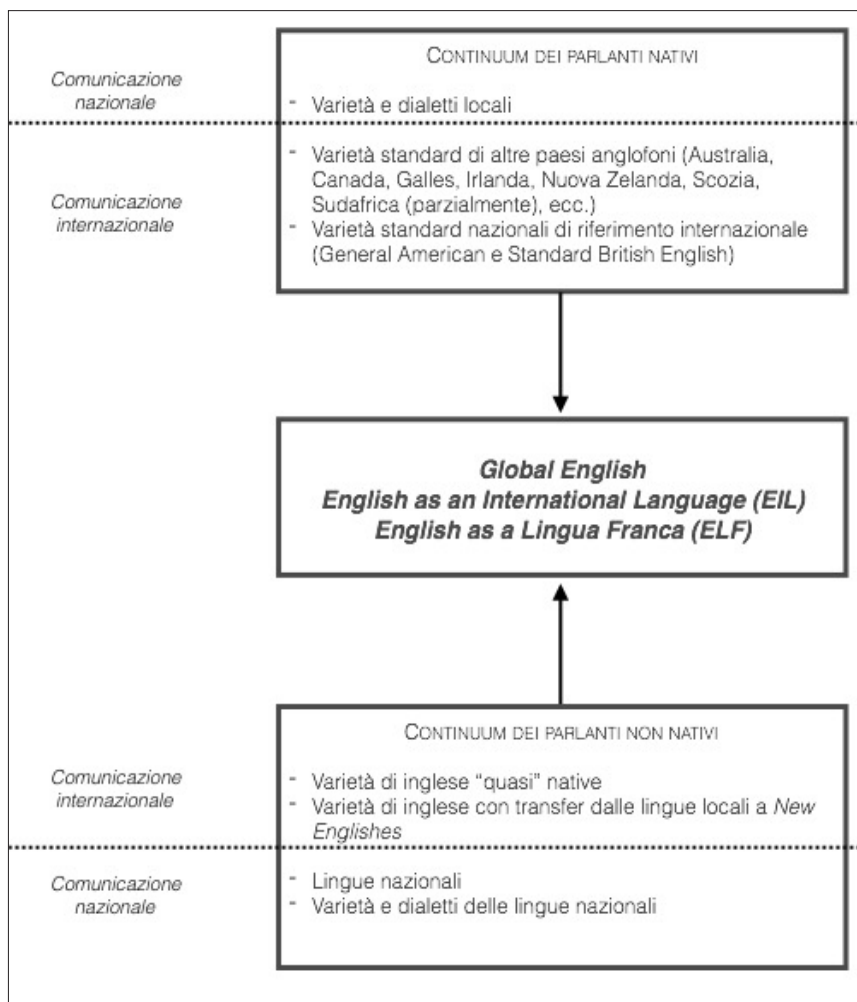 CONTINUUM DEI PARLANTI NATIVI
Comunicazione
nazionale
- Varietà e dialetti locali
- Varietà standard di altre paesi anglofoni (Australia,
Canada, Galles, Irlanda, Nuova Zelanda, Scozia,
Sudafrica (parzialmente), ecc.)
- Varietà standard nazionali di riferimento internazionale
(General American e Standard British English)
Comunicazione
internazionale
Global English
English as an International Language (EIL)
English as a Lingua Franca (ELF)
CONTINUUM DEI PARLANTI NON NATIVI
Comunicazione
internazionale
- Varietà di inglese “quasi” native
- Varietà di inglese con transfer dalle lingue locali a New
Englishes
Comunicazione
nazionale
- Lingue nazionali
- Varietà e dialetti delle lingue nazionali